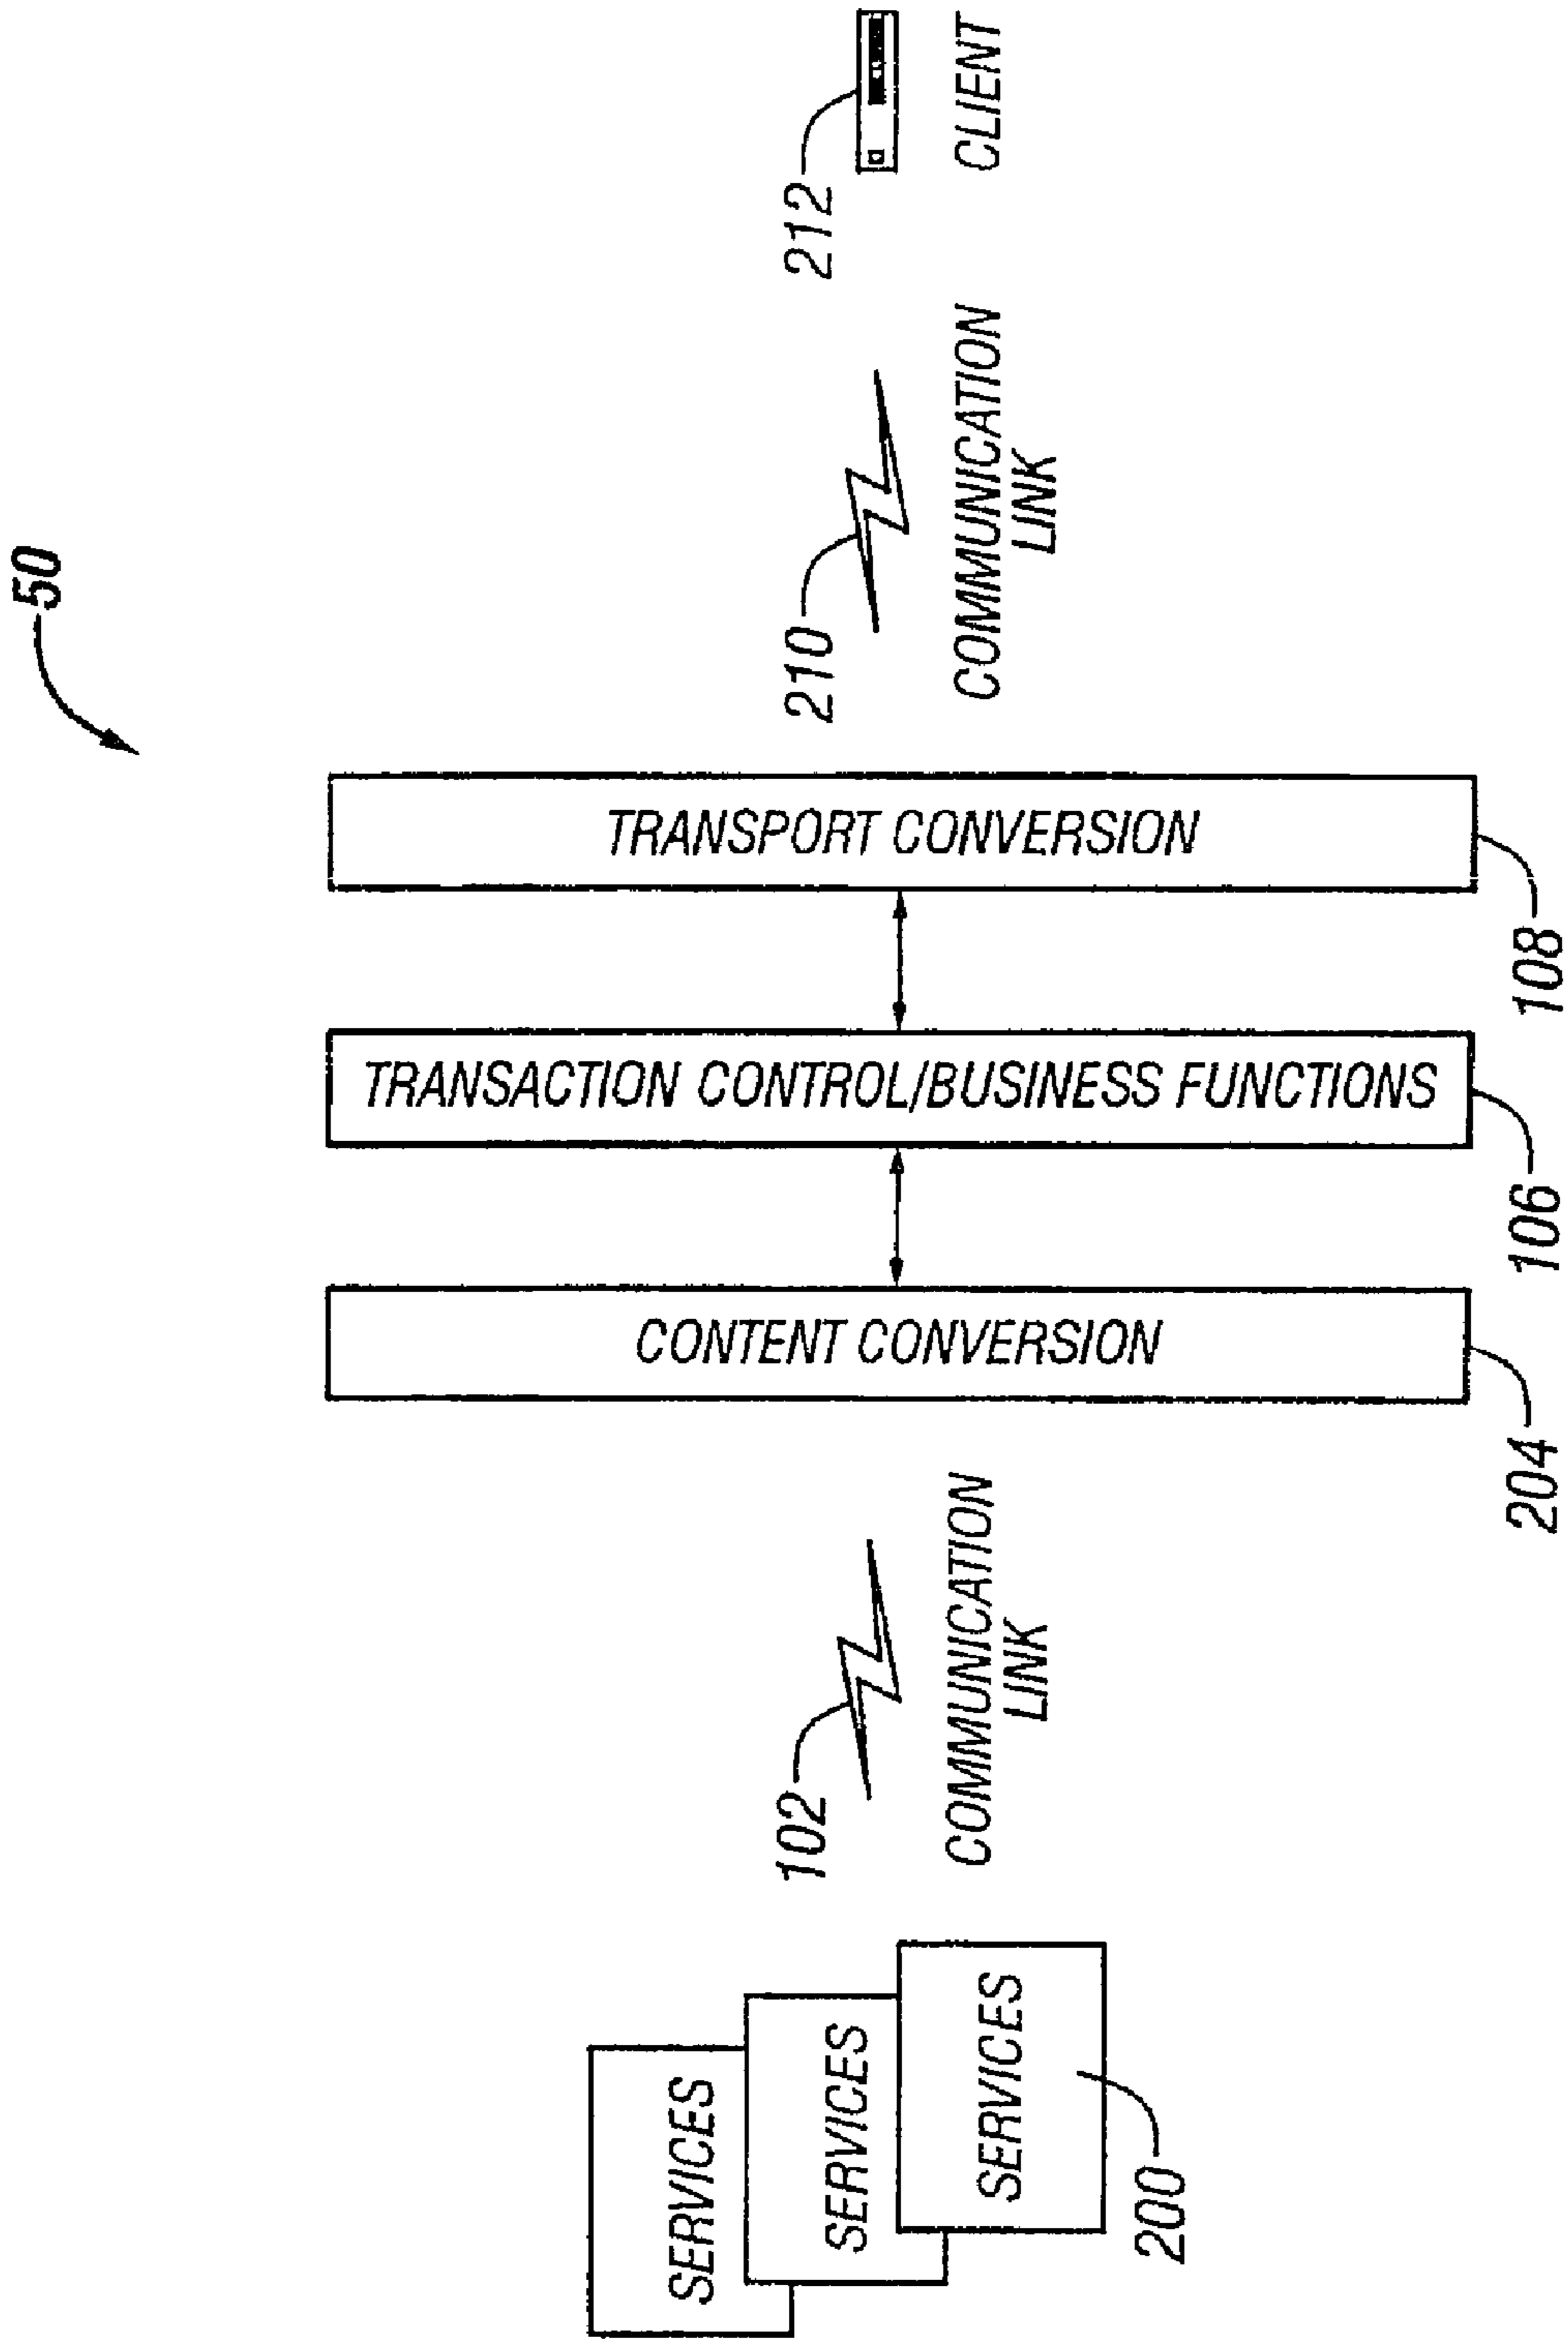 50
SERVICES
SERVICES
SERVICES
200
102
COMMUNICATION
LINK
CONTENT CONVERSION
204
TRANSACTION CONTROL/BUSINESS FUNCTIONS
106
TRANSPORT CONVERSION
108
210
COMMUNICATION
LINK
212
CLIENT